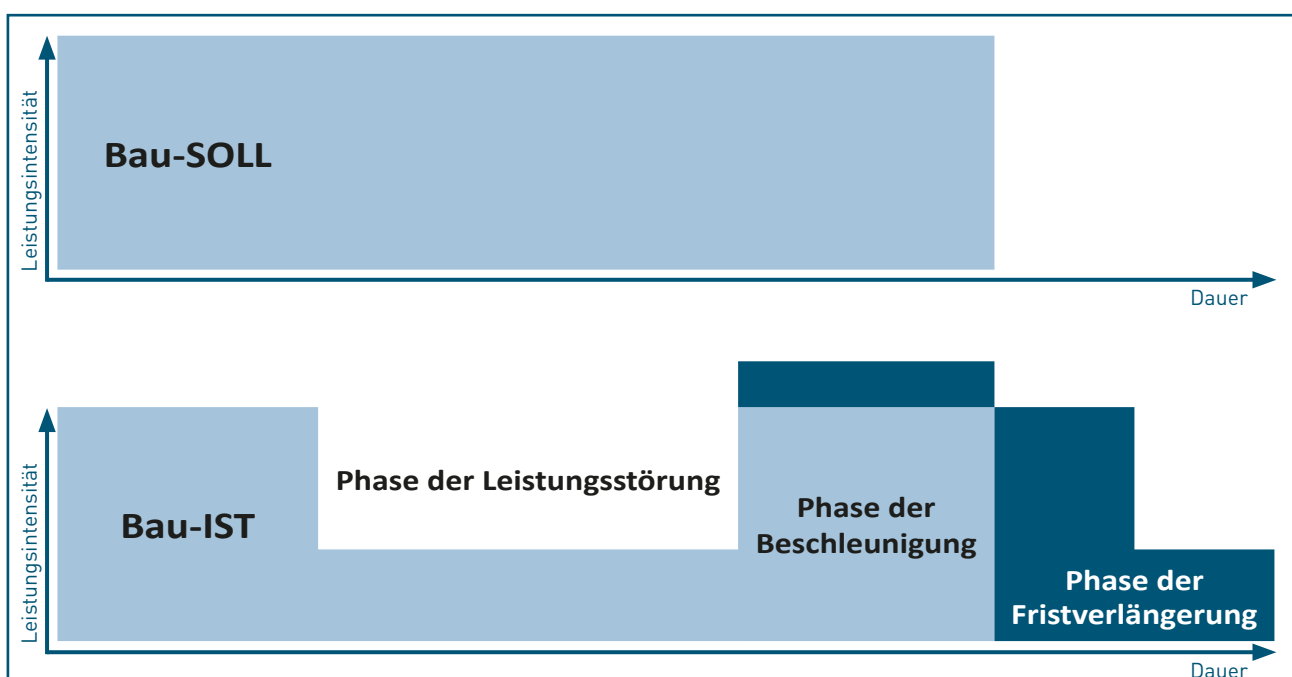 Leistungsintensität
Bau-SOLL
Dauer
Leistungsintensität
Bau-IST
Phase der Leistungsstörung
Phase der
Beschleunigung
Phase der
Fristverlängerung
Dauer